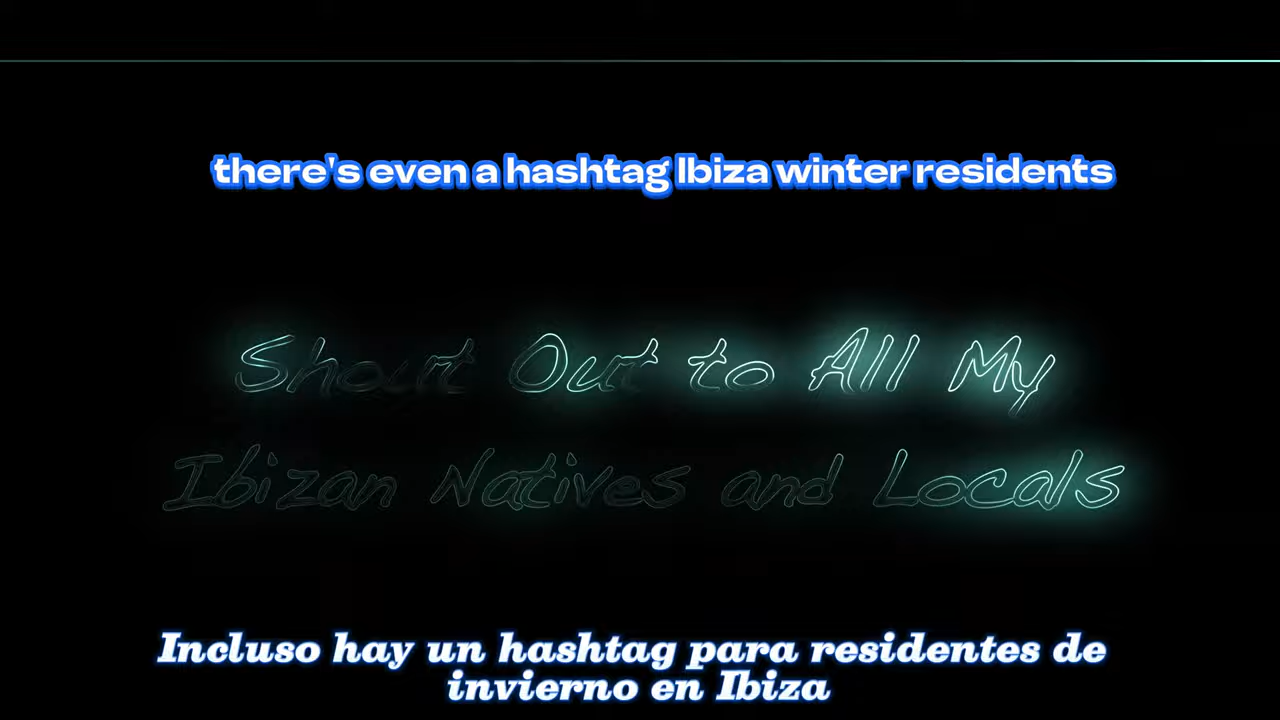 there's even a hashtag Ibiza winter residents
Shout Out to All My
Ibizan Natives and Locals
Incluso hay un hashtag para residentes de
invierno en Ibiza